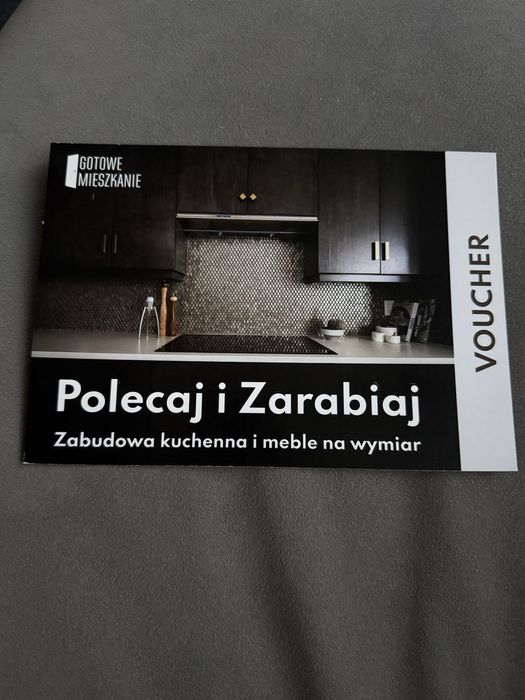 GOTOWE
MIESZKANIE
VOUCHER
Polecaj i Zarabiaj
Zabudowa kuchenna i meble na wymiar